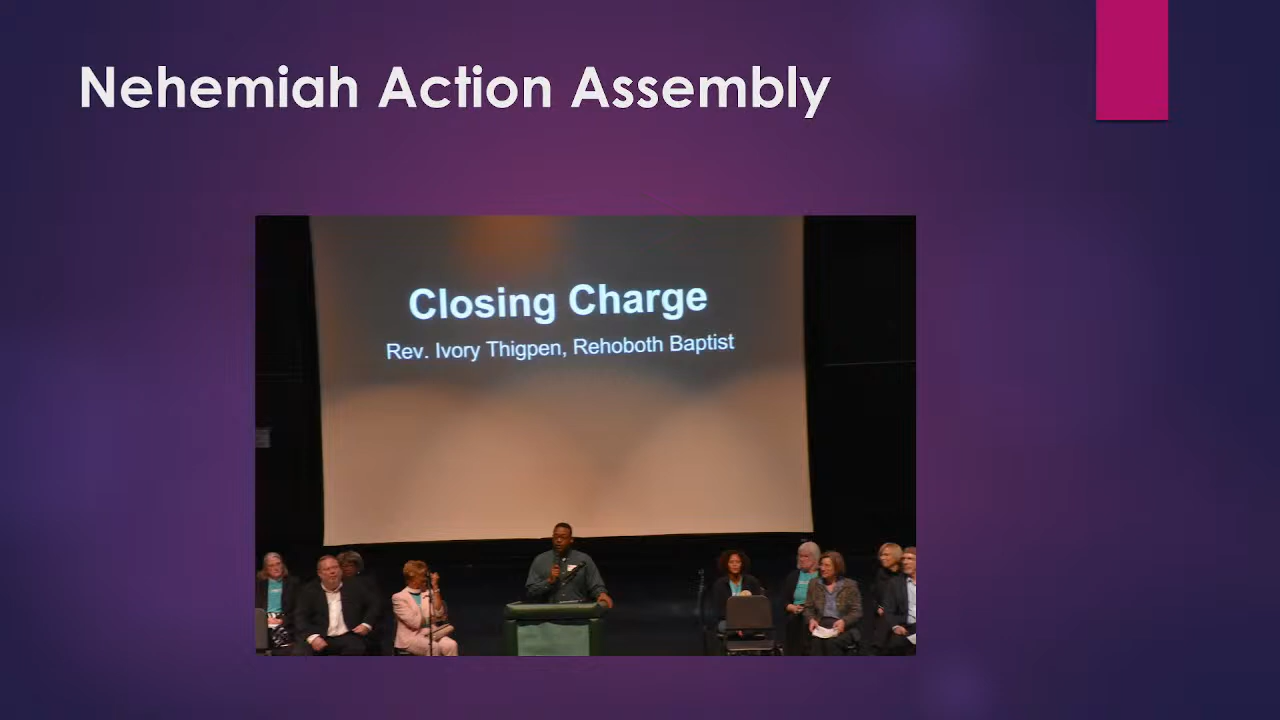 Nehemiah Action Assembly
Closing Charge
Rev. Ivory Thigpen, Rehoboth Baptist